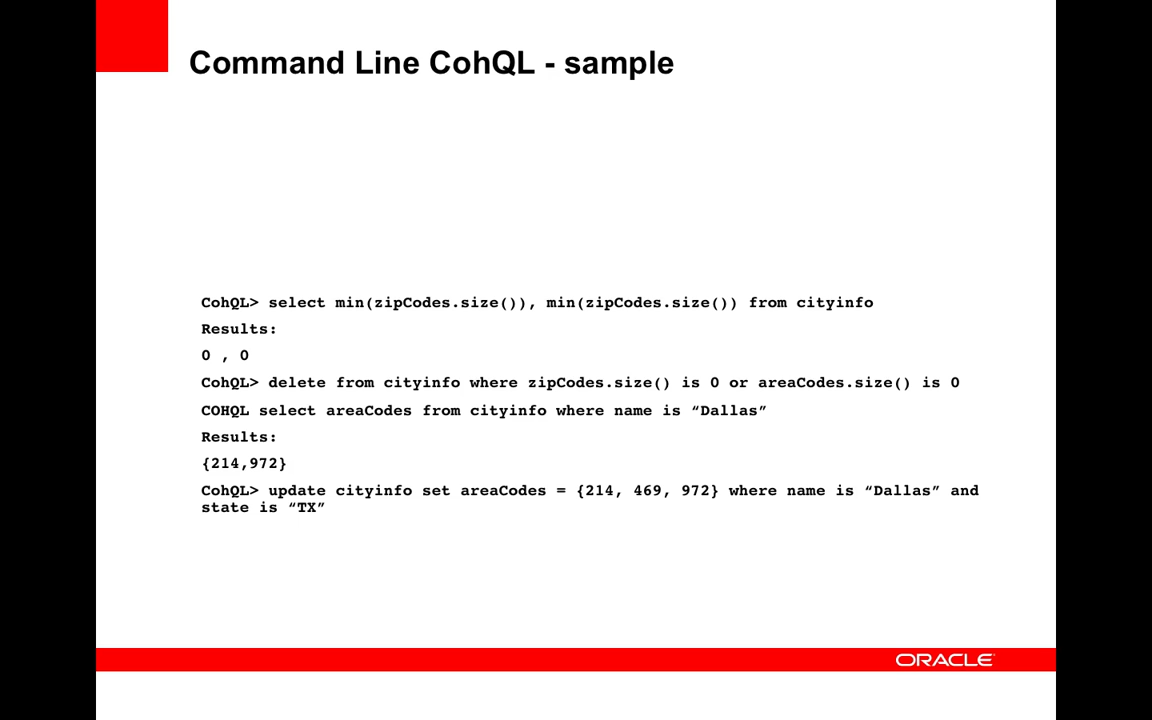 Command Line CohQL - sample
CohQL> select min(zipCodes.size()), min(zipCodes.size()) from cityinfo
Results:
0 , 0
CohQL> delete from cityinfo where zipCodes.size() is 0 or areaCodes.size() is 0
COHQL select areaCodes from cityinfo where name is “Dallas”
Results:
{214,972}
CohQL> update cityinfo set areaCodes = {214, 469, 972} where name is “Dallas” and
state is “TX”
ORACLE